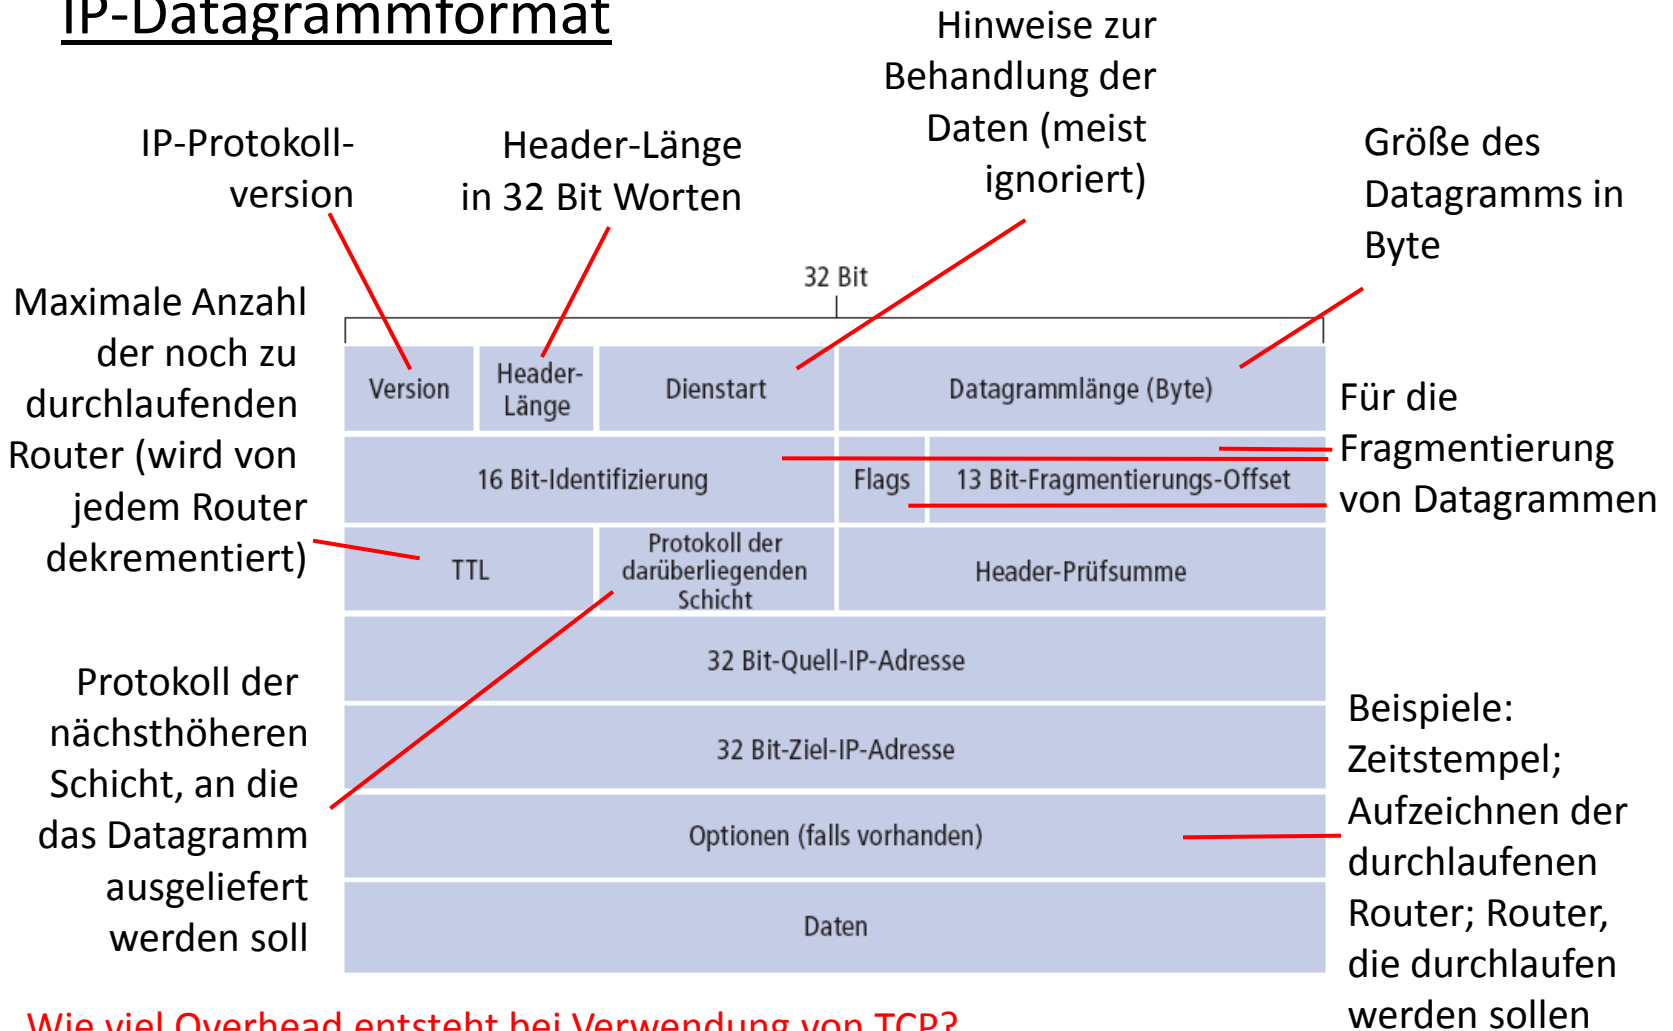 IP-Datagrammformat
Hinweise zur
Behandlung der
Daten (meist
ignoriert)
IP-Protokoll-
version
Header-Länge
in 32 Bit Worten
Größe des
Datagramms in
Byte
Maximale Anzahl
der noch zu
durchlaufenden
Router (wird von
jedem Router
dekrementiert)
32 Bit
Version
Header-
Länge
Dienstart
Datagrammlänge (Byte)
Für die
Fragmentierung
von Datagrammen
16 Bit-Identifizierung
Flags
13 Bit-Fragmentierungs-Offset
TTL
Protokoll der
darüberliegenden
Schicht
Header-Prüfsumme
32 Bit-Quell-IP-Adresse
Protokoll der
nächsthöheren
Schicht, an die
das Datagramm
ausgeliefert
werden soll
32 Bit-Ziel-IP-Adresse
Optionen (falls vorhanden)
Beispiele:
Zeitstempel;
Aufzeichnen der
durchlaufenen
Router; Router,
die durchlaufen
werden sollen
Daten
Wie viel Overhead entsteht bei Verwendung von TCP?